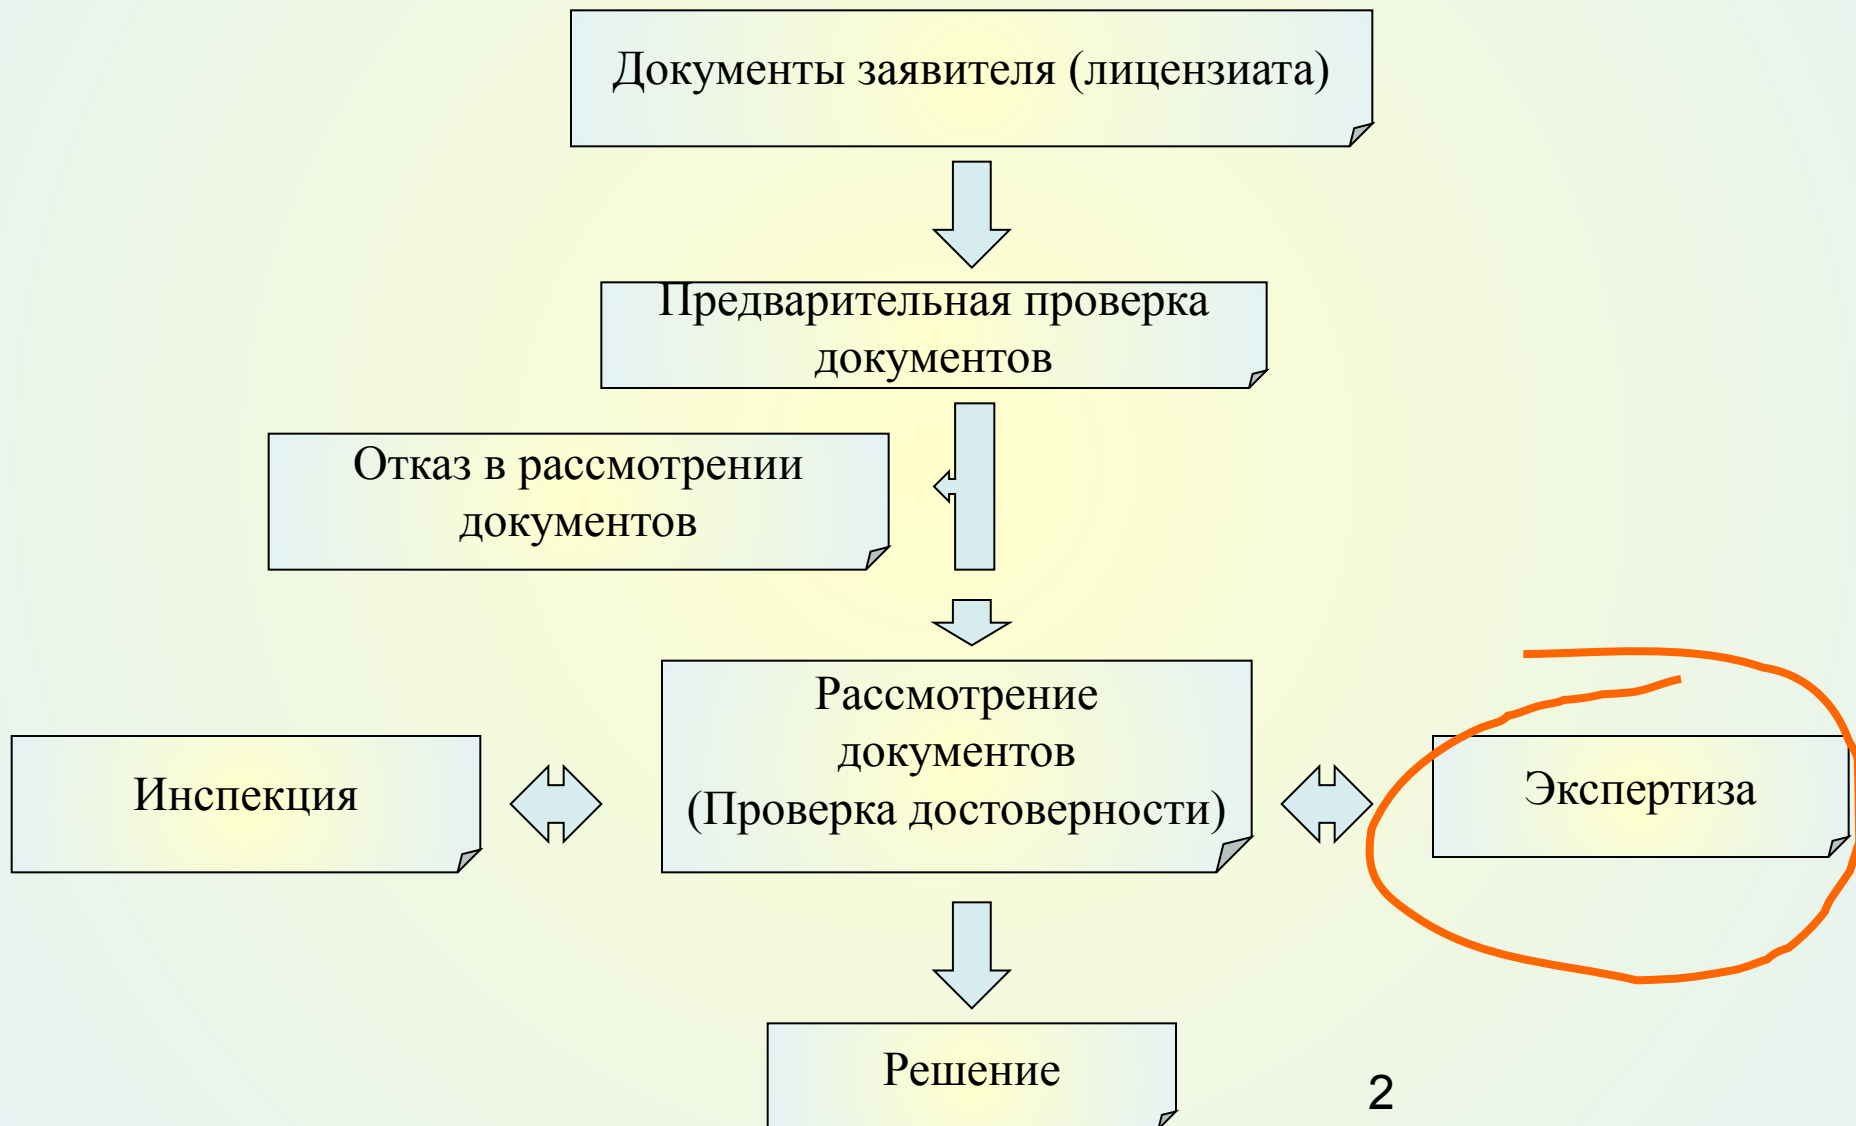 Документы заявителя (лицензиата)
Предварительная проверка
документов
Отказ в рассмотрении
документов
Рассмотрение
документов
(Проверка достоверности)
Инспекция
Экспертиза
Решение
2